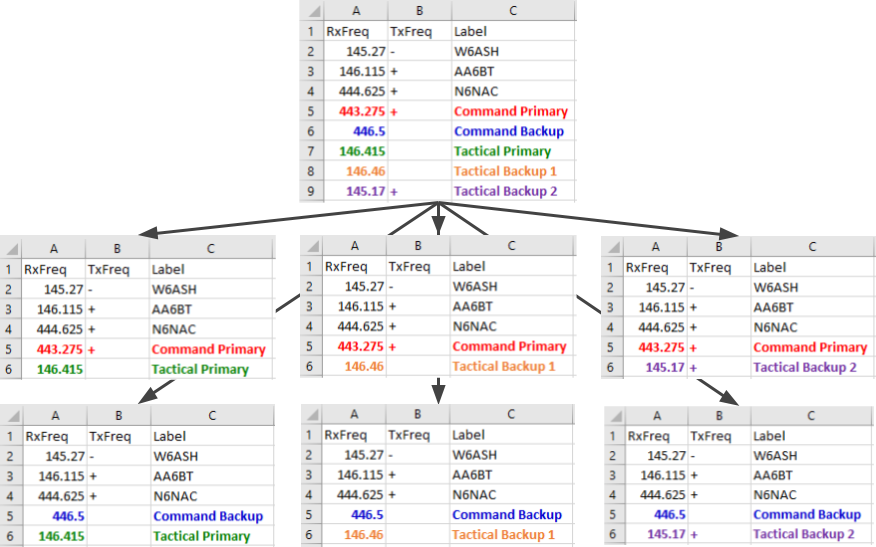 A B C
1 RxFreq TxFreq Label
2 145.27 - W6ASH
3 146.115 + AA6BT
4 444.625 + N6NAC
5 443.275 + Command Primary
6 446.5 Command Backup
7 146.415 Tactical Primary
8 146.46 Tactical Backup 1
9 145.17 + Tactical Backup 2
A B C
1 RxFreq TxFreq Label
2 145.27 - W6ASH
3 146.115 + AA6BT
4 444.625 + N6NAC
5 443.275 + Command Primary
6 146.415 Tactical Primary
A B C
1 RxFreq TxFreq Label
2 145.27 - W6ASH
3 146.115 + AA6BT
4 444.625 + N6NAC
5 443.275 + Command Primary
6 146.46 Tactical Backup 1
A B C
1 RxFreq TxFreq Label
2 145.27 - W6ASH
3 146.115 + AA6BT
4 444.625 + N6NAC
5 443.275 + Command Primary
6 145.17 + Tactical Backup 2
A B C
1 RxFreq TxFreq Label
2 145.27 - W6ASH
3 146.115 + AA6BT
4 444.625 + N6NAC
5 446.5 Command Backup
6 146.415 Tactical Primary
A B C
1 RxFreq TxFreq Label
2 145.27 - W6ASH
3 146.115 + AA6BT
4 444.625 + N6NAC
5 446.5 Command Backup
6 146.46 Tactical Backup 1
A B C
1 RxFreq TxFreq Label
2 145.27 - W6ASH
3 146.115 + AA6BT
4 444.625 + N6NAC
5 446.5 Command Backup
6 145.17 + Tactical Backup 2